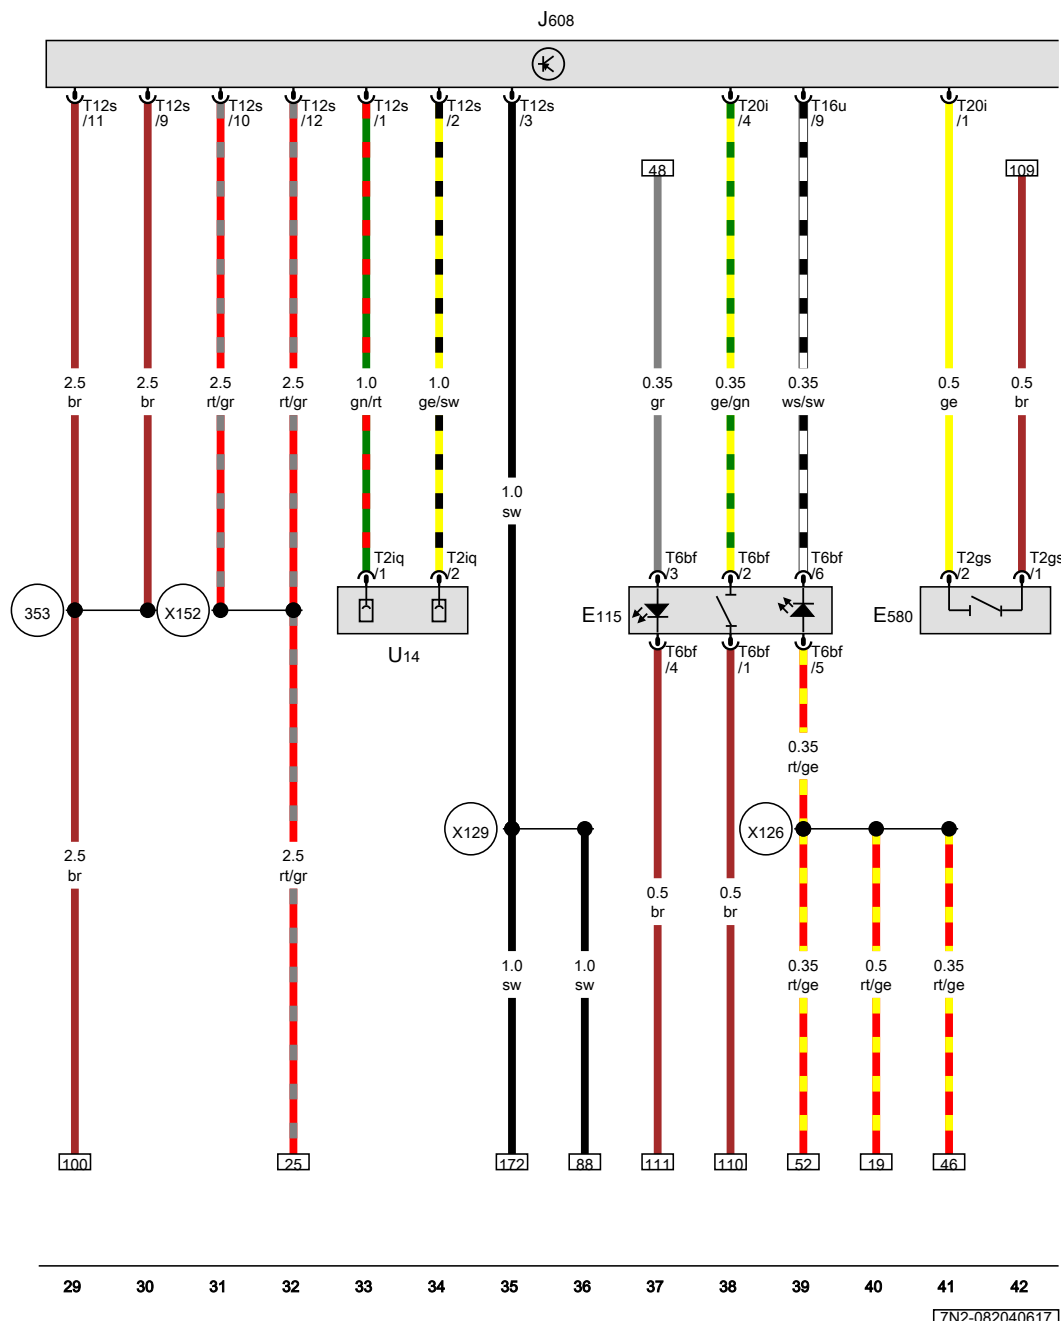 J608
T12s T12s T12s T12s T12s T12s T12s T20i T16u T20i
/11 /9 /10 /12 /1 /2 /3 /4 /9 /1
48 109
2.5 2.5 2.5 2.5 1.0 1.0 0.35 0.35 0.35 0.5 0.5
br br rt/gr rt/gr gn/rt ge/sw gr ge/gn ws/sw ge br
1.0
sw
T2iq T2iq T6bf T6bf T6bf T2gs T2gs
/1 /2 /3 /2 /6 /2 /1
353 X152 E115 E580
U14
T6bf T6bf T6bf
/4 /1 /5
0.35
rt/ge
X129 X126
2.5 2.5
br rt/gr
0.5 0.5
br br
1.0 1.0 0.35 0.5 0.35
sw sw rt/ge rt/ge rt/ge
100 25 172 88 111 110 52 19 46
29 30 31 32 33 34 35 36 37 38 39 40 41 42
7N2-082040617